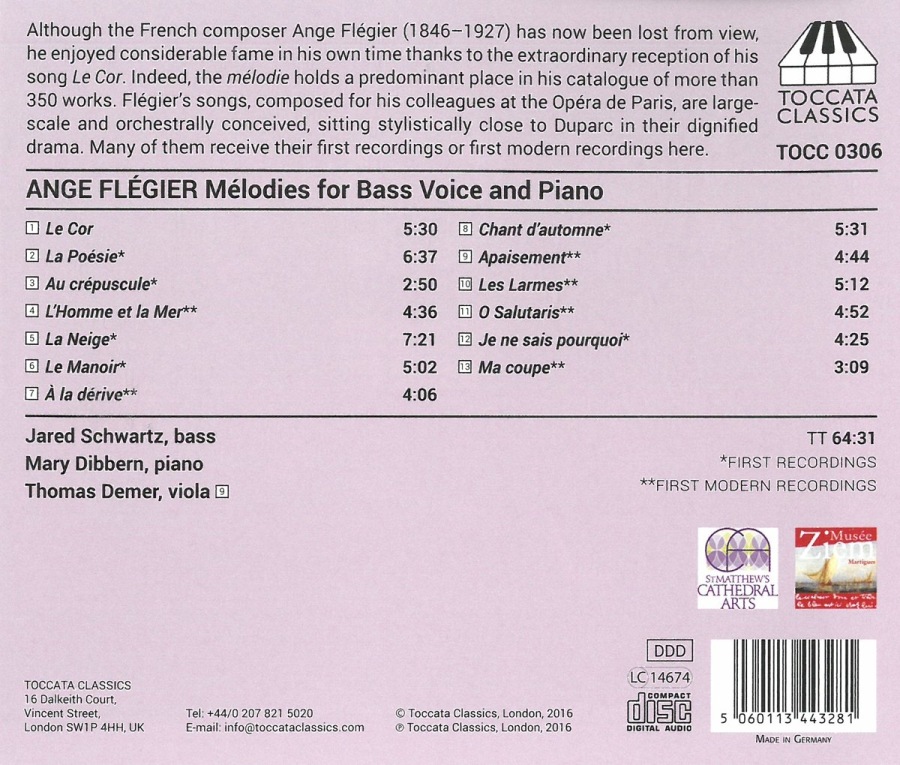 Although the French composer Ange Flégier (1846–1927) has now been lost from view,
he enjoyed considerable fame in his own time thanks to the extraordinary reception of his
song Le Cor. Indeed, the mélodie holds a predominant place in his catalogue of more than
350 works. Flégier's songs, composed for his colleagues at the Opéra de Paris, are large-
scale and orchestrally conceived, sitting stylistically close to Duparc in their dignified
drama. Many of them receive their first recordings or first modern recordings here.
TOCCATA
CLASSICS
TOCC 0306
ANGE FLÉGIER Mélodies for Bass Voice and Piano
1 Le Cor 5:30
2 La Poésie* 6:37
3 Au crépuscule* 2:50
4 L'Homme et la Mer** 4:36
5 La Neige* 7:21
6 Le Manoir* 5:02
7 À la dérive** 4:06
8 Chant d'automne* 5:31
9 Apaisement** 4:44
10 Les Larmes** 5:12
11 O Salutaris** 4:52
12 Je ne sais pourquoi* 4:25
13 Ma coupe** 3:09
Jared Schwartz, bass
Mary Dibbern, piano
Thomas Demer, viola 9
TT 64:31
*FIRST RECORDINGS
**FIRST MODERN RECORDINGS
ST MATTHEW'S
CATHEDRAL
ARTS
Musée
Ziem
Martigues
TOCCATA CLASSICS
16 Dalkeith Court,
Vincent Street,
London SW1P 4HH, UK
Tel: +44/0 207 821 5020
E-mail: info@toccataclassics.com
© Toccata Classics, London, 2016
℗ Toccata Classics, London, 2016
DDD
LC 14674
COMPACT
disc
DIGITAL AUDIO
5 060113 443281
MADE IN GERMANY